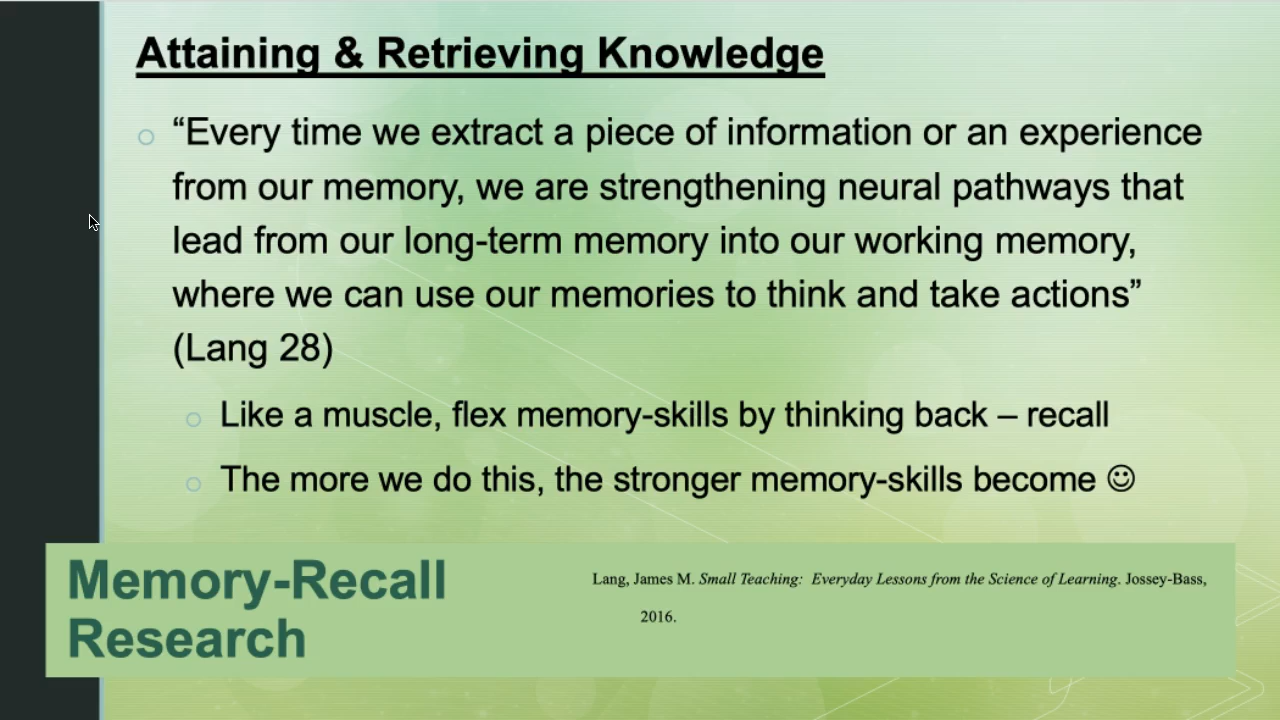 Attaining & Retrieving Knowledge
“Every time we extract a piece of information or an experience
from our memory, we are strengthening neural pathways that
lead from our long-term memory into our working memory,
where we can use our memories to think and take actions”
(Lang 28)
Like a muscle, flex memory-skills by thinking back – recall
The more we do this, the stronger memory-skills become ☺
Memory-Recall
Research
Lang, James M. Small Teaching:  Everyday Lessons from the Science of Learning. Jossey-Bass,
2016.